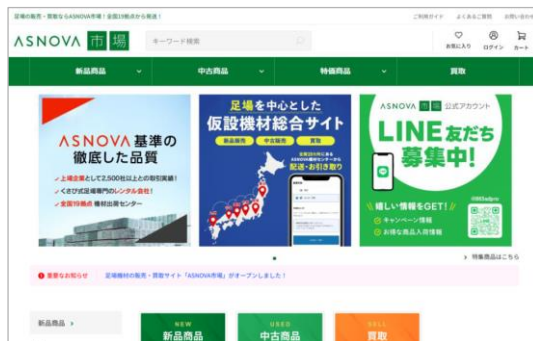 足場の販売・買取ならASNOVA市場！全国19拠点から発送！
ご利用ガイド よくあるご質問 お問い合わせ
ASNOVA 市場
キーワード検索
お気に入り ログイン カート
新品商品 中古商品 特価商品 買取
ASNOVA 基準の
徹底した品質
上場企業として2,500社以上との取引実績！
くさび式足場専門のレンタル会社！
全国19拠点 機材出荷センター
足場を中心とした
仮設機材総合サイト
新品販売 中古販売 買取
配送・お引き取り
ASNOVA 市場 公式アカウント
LINE 友だち
募集中！
嬉しい情報をGET！
キャンペーン情報
お得な商品入荷情報
特集商品はこちら
重要なお知らせ 足場機材の販売・買取サイト「ASNOVA市場」がオープンしました！
新品商品
NEW
新品商品
USED
中古商品
SELL
買取